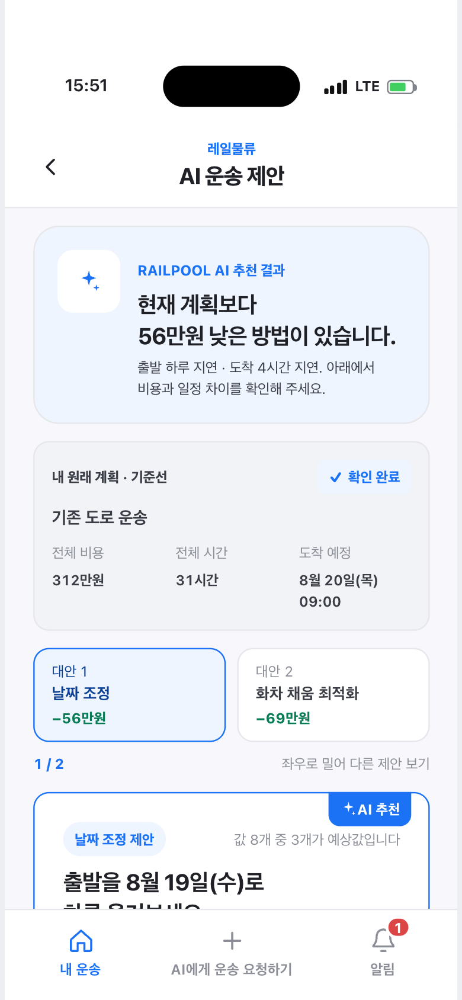 15:51
LTE
레일물류
AI 운송 제안
RAILPOOL AI 추천 결과
현재 계획보다
56만원 낮은 방법이 있습니다.
출발 하루 지연 · 도착 4시간 지연. 아래에서
비용과 일정 차이를 확인해 주세요.
내 원래 계획 · 기준선
확인 완료
기존 도로 운송
전체 비용
전체 시간
도착 예정
312만원
31시간
8월 20일(목)
09:00
대안 1
날짜 조정
–56만원
대안 2
화차 채움 최적화
–69만원
1 / 2
좌우로 밀어 다른 제안 보기
AI 추천
날짜 조정 제안
값 8개 중 3개가 예상값입니다
출발을 8월 19일(수)로
내 운송
AI에게 운송 요청하기
1
알림